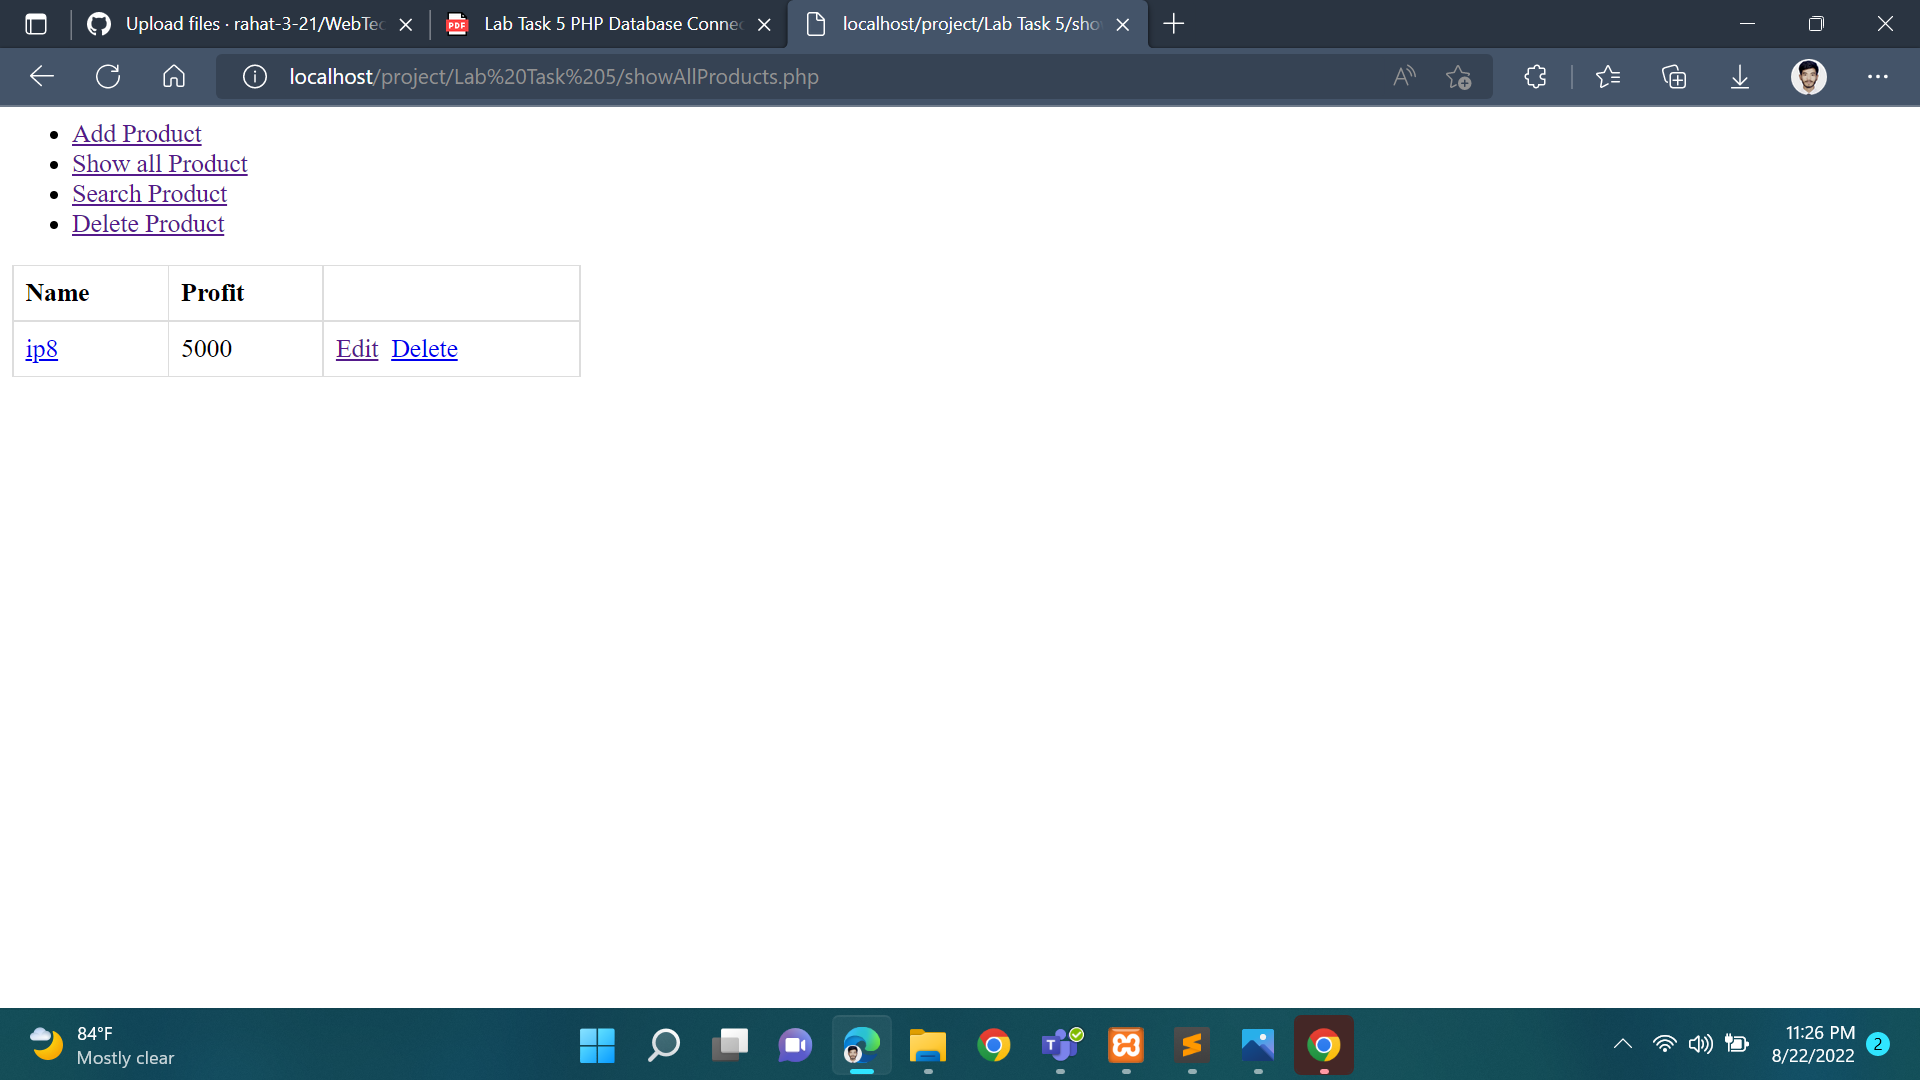 Upload files · rahat-3-21/WebTec
Lab Task 5 PHP Database Connec
localhost/project/Lab Task 5/sho
localhost/project/Lab%20Task%205/showAllProducts.php
Add Product
Show all Product
Search Product
Delete Product
Name Profit
ip8 5000 Edit Delete
84°F
Mostly clear
11:26 PM
8/22/2022
2